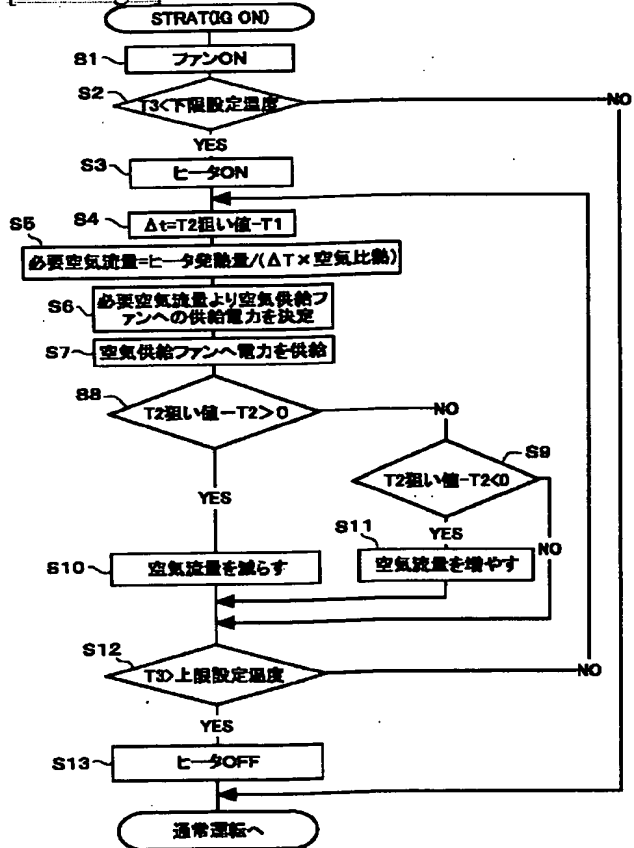 STRAT(IG ON)
S1
ファンON
S2
T3<下限設定温度
NO
YES
S3
ヒータON
S4
Δt=T2狙い値-T1
S5
必要空気流量=ヒータ発熱量/(ΔT×空気比熱)
S6
必要空気流量より空気供給フ
ァンへの供給電力を決定
S7
空気供給ファンへ電力を供給
S8
T2狙い値-T2>0
NO
S9
T2狙い値-T2<0
YES
YES
NO
S10
空気流量を減らす
S11
空気流量を増やす
S12
T3>上限設定温度
NO
YES
S13
ヒータOFF
通常運転へ